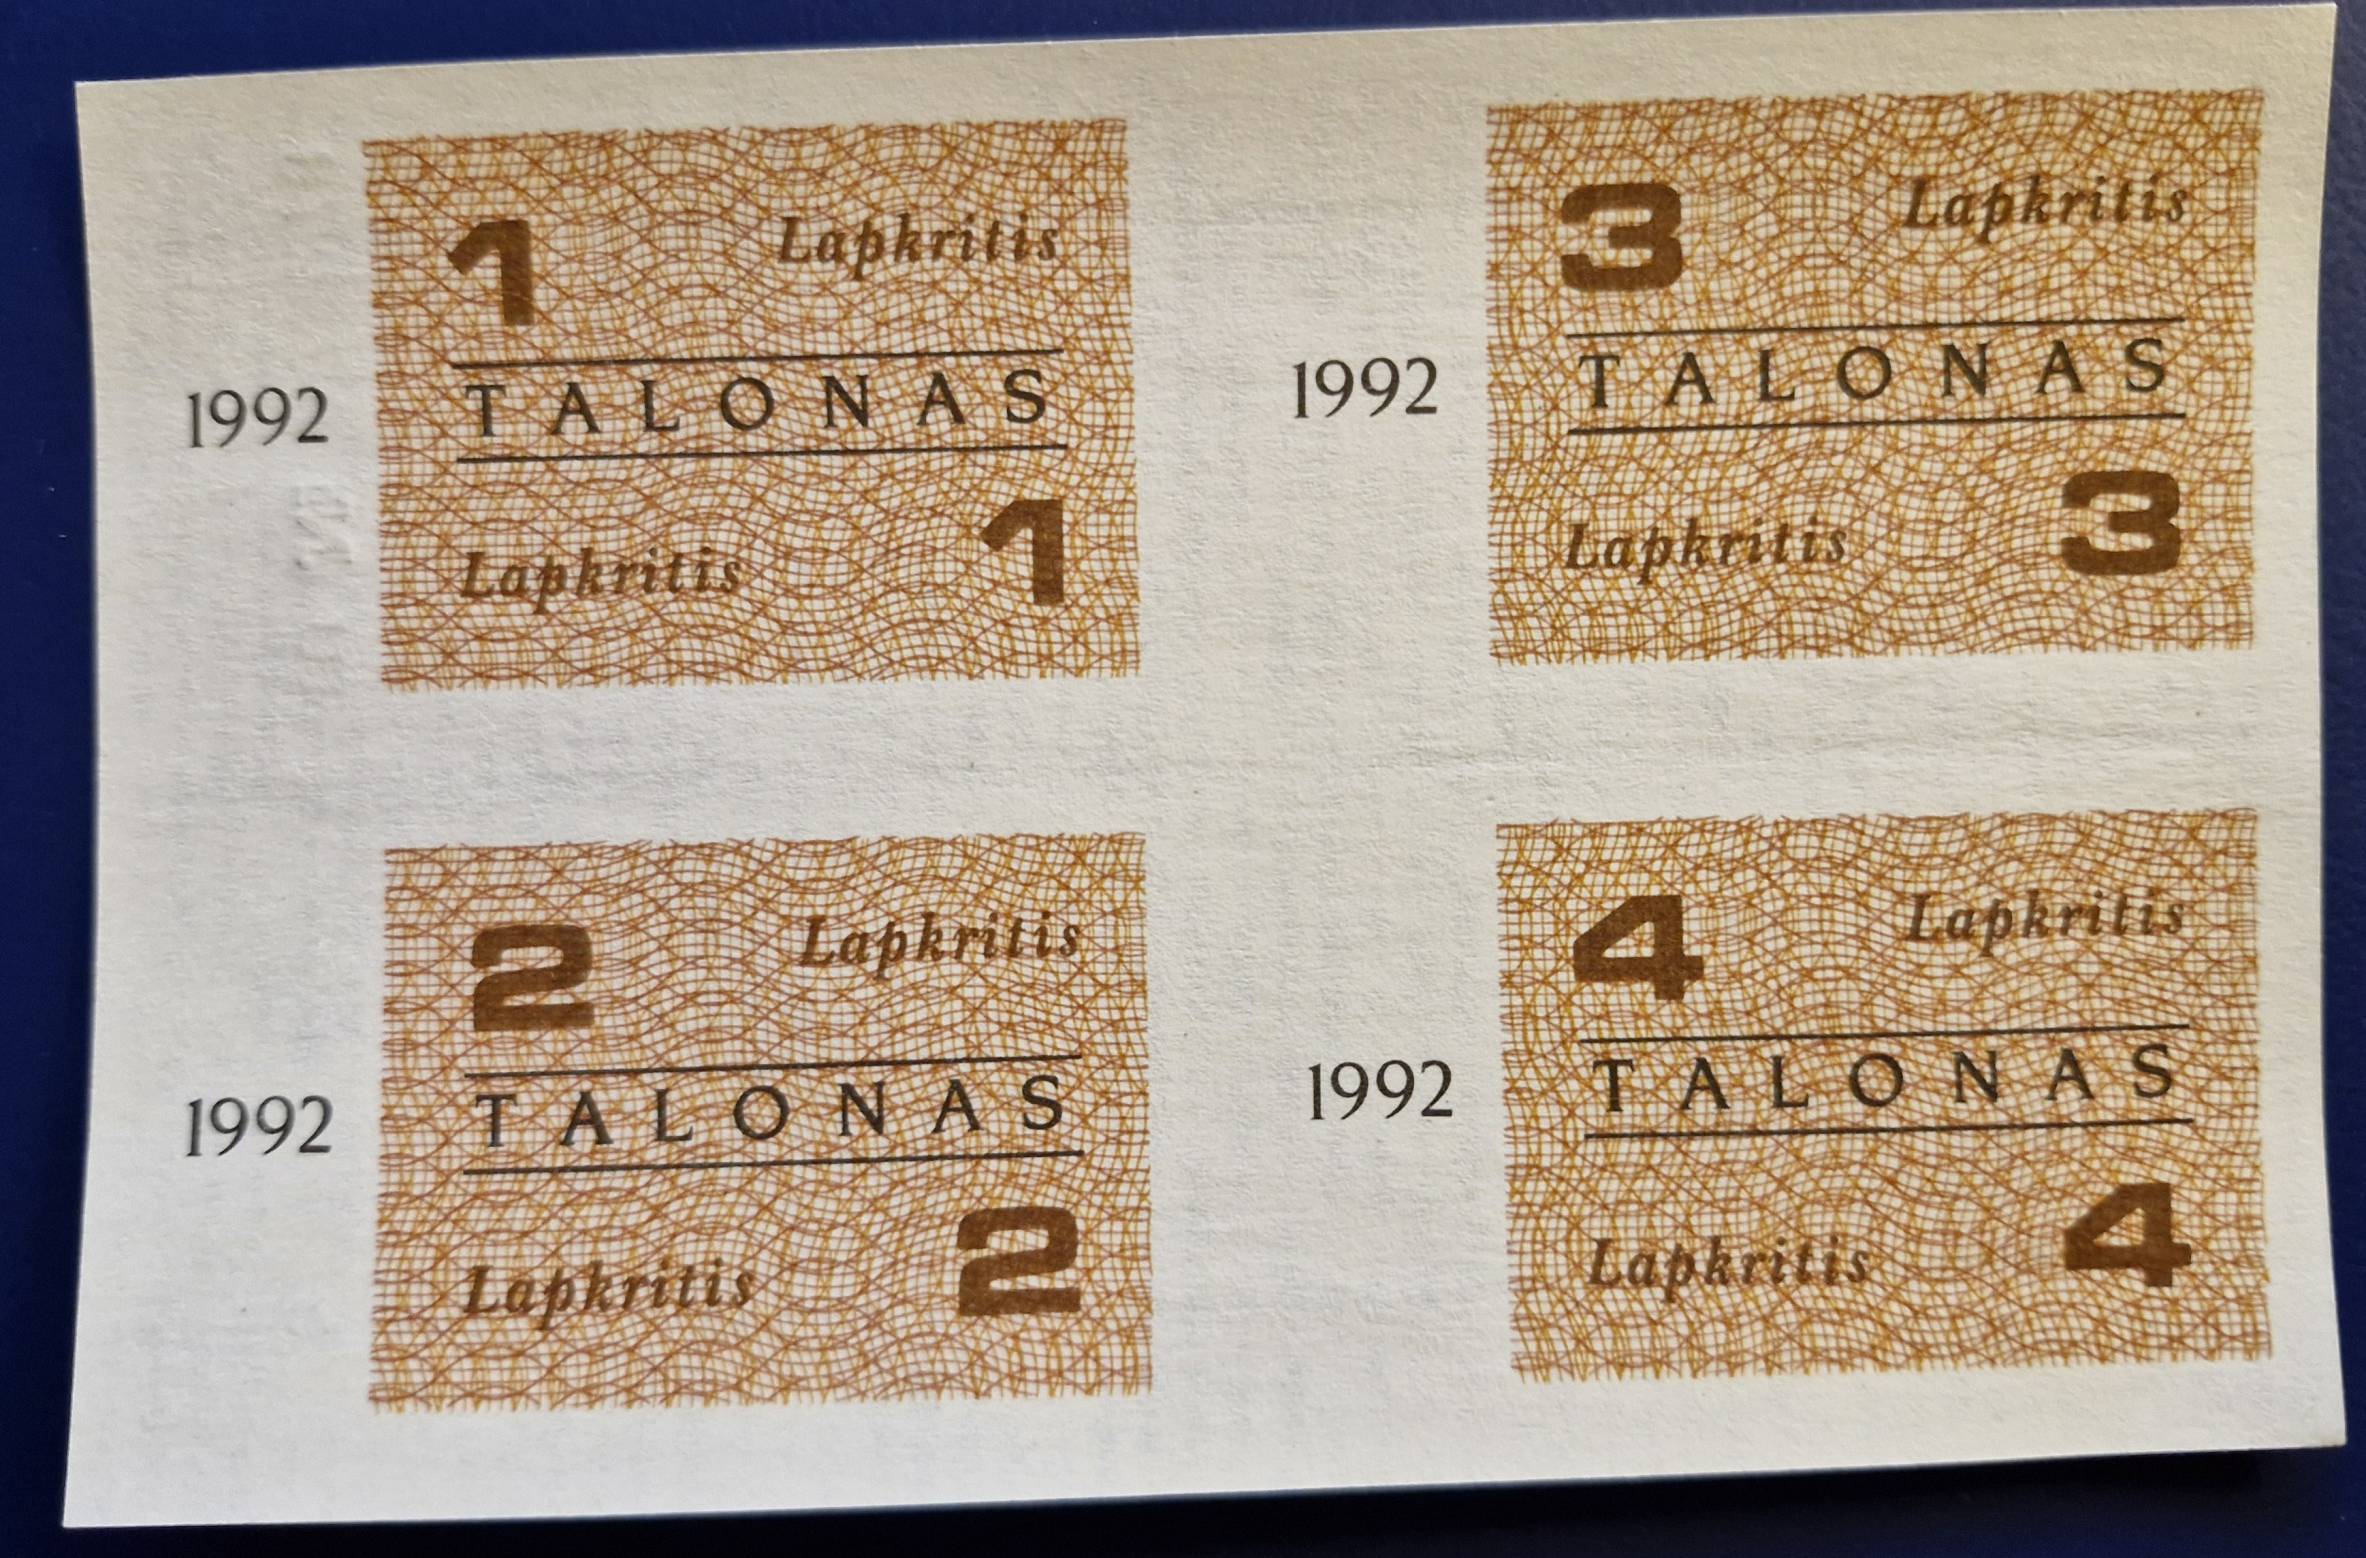 1 Lapkritis
1992 TALONAS
Lapkritis 1
3 Lapkritis
1992 TALONAS
Lapkritis 3
2 Lapkritis
1992 TALONAS
Lapkritis 2
4 Lapkritis
1992 TALONAS
Lapkritis 4